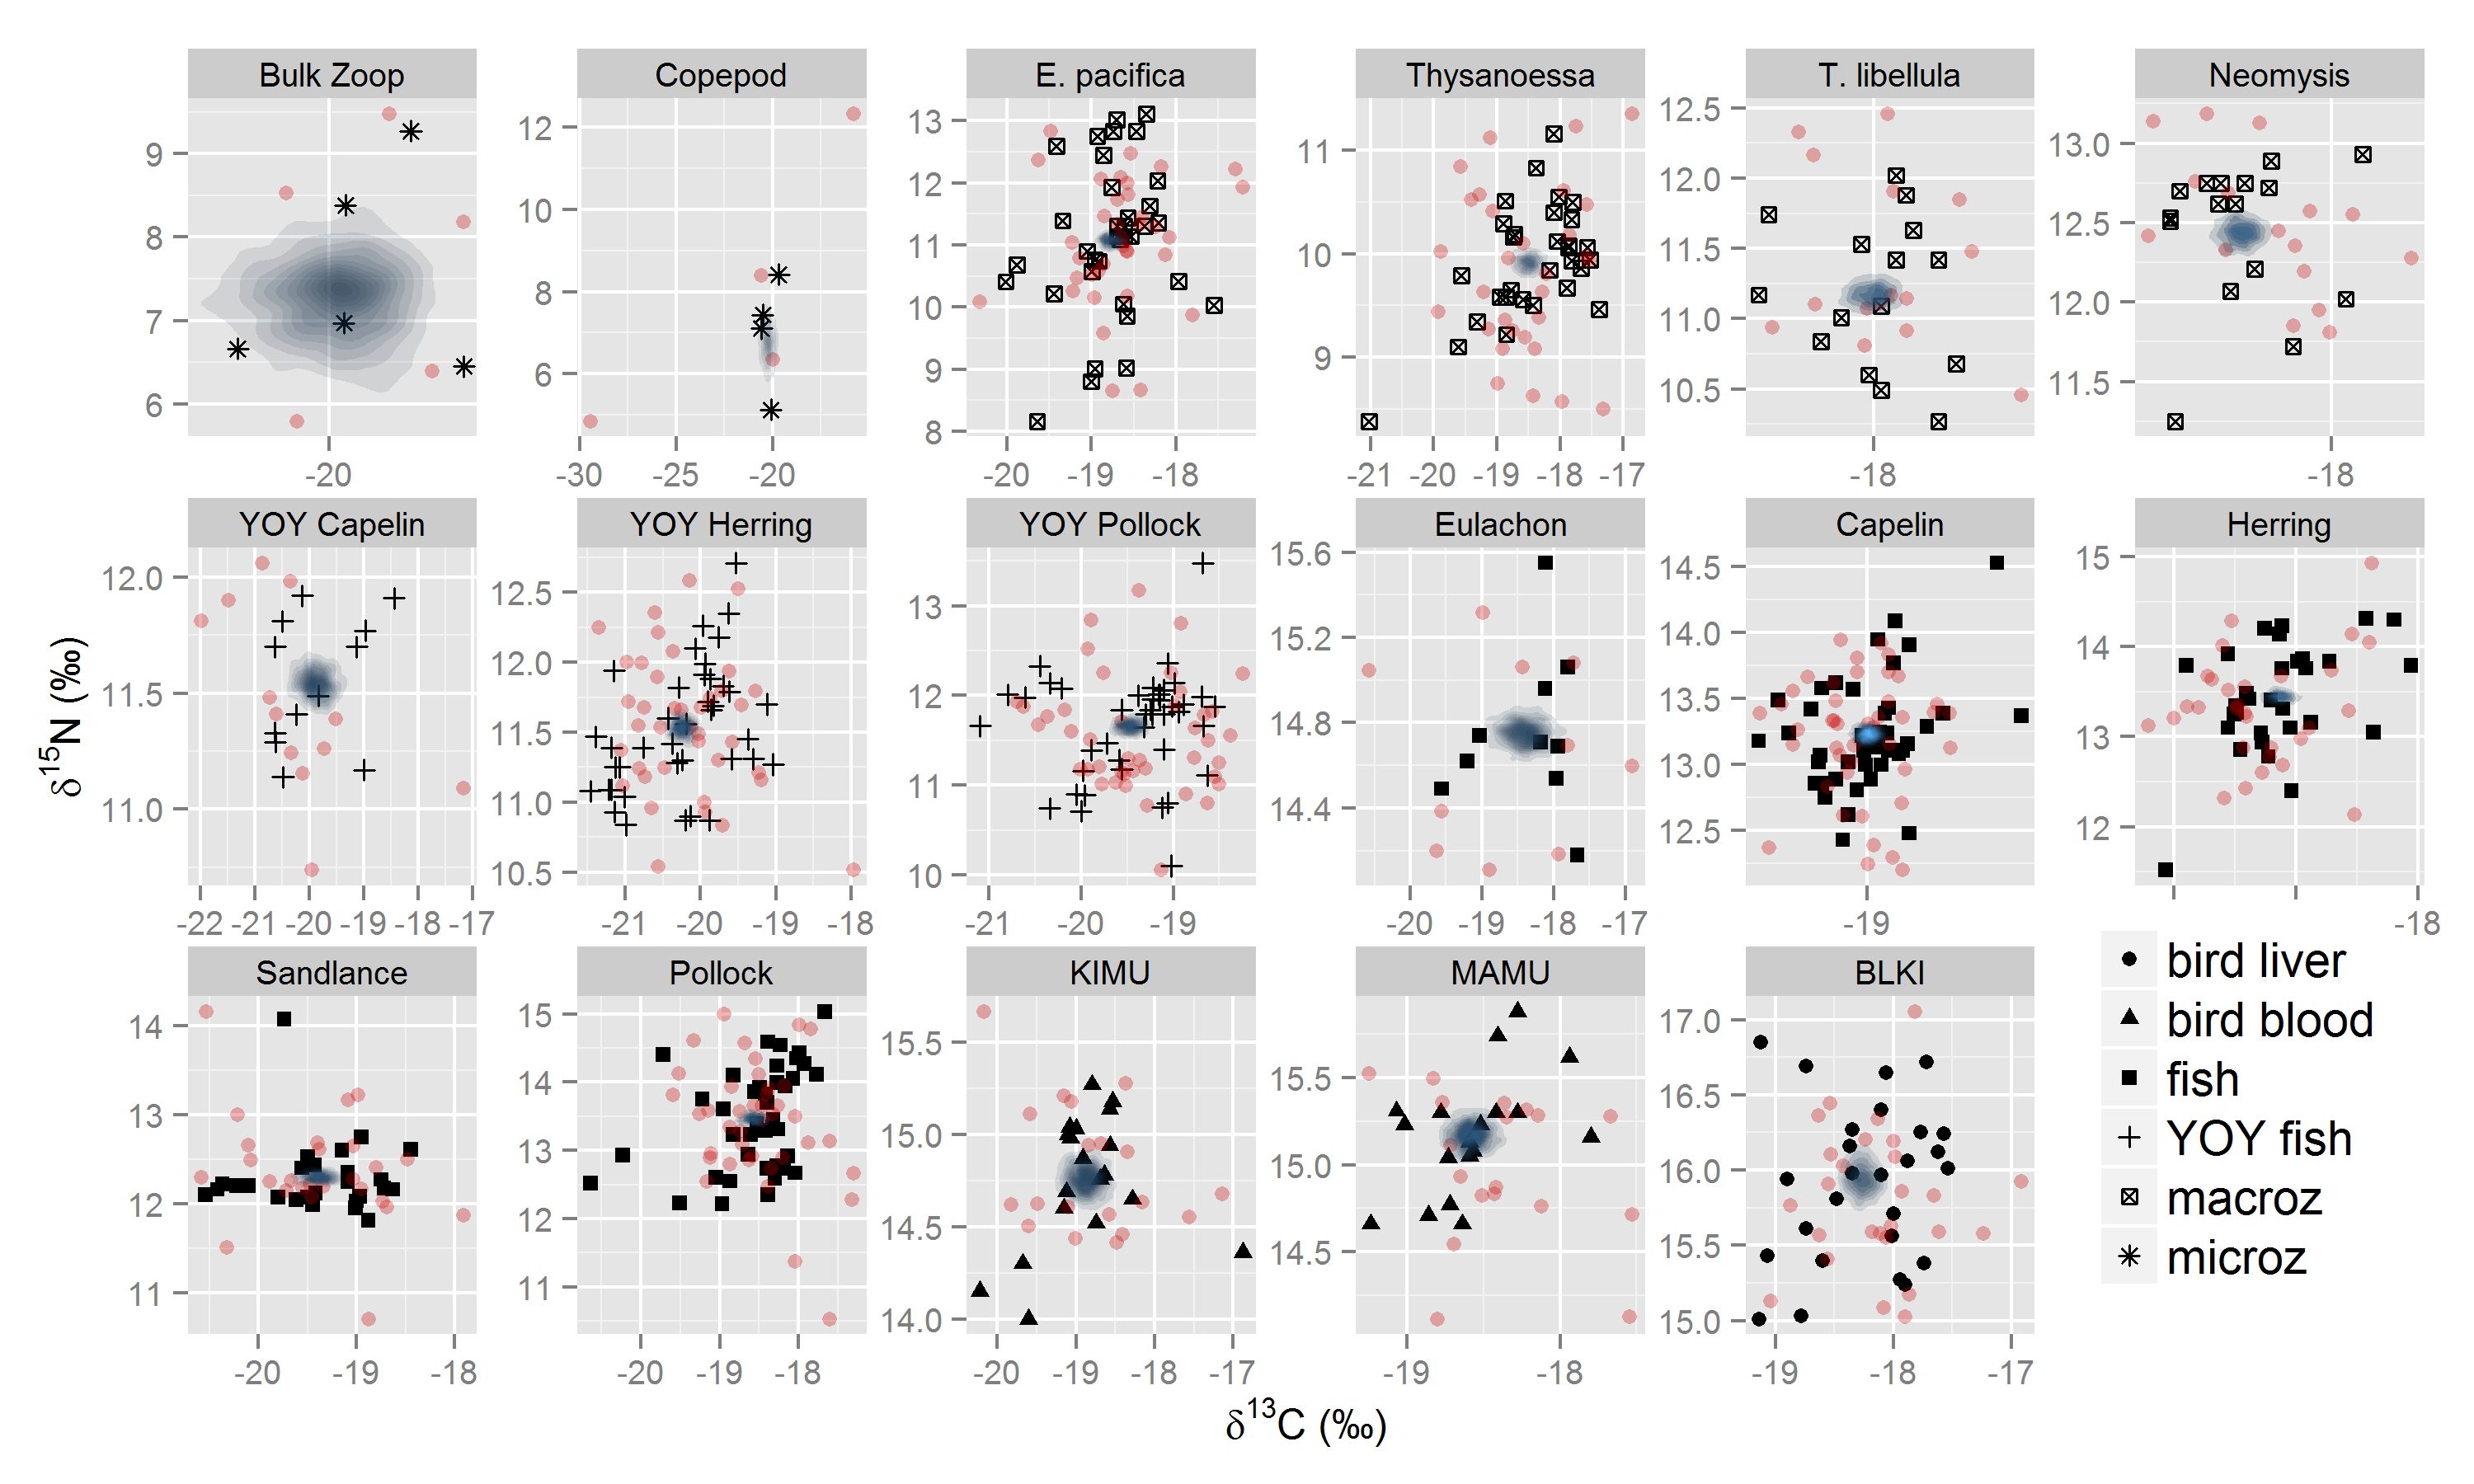 Bulk Zoop Copepod E. pacifica Thysanoessa T. libellula Neomysis
9 8 7 6
12 10 8 6
13 12 11 10 9 8
11 10 9
12.5 12.0 11.5 11.0 10.5
13.0 12.5 12.0 11.5
-20
-30 -25 -20
-20 -19 -18
-21 -20 -19 -18 -17
-18
-18
YOY Capelin YOY Herring YOY Pollock Eulachon Capelin Herring
12.0 11.5 11.0
12.5 12.0 11.5 11.0 10.5
13 12 11 10
15.6 15.2 14.8 14.4
14.5 14.0 13.5 13.0 12.5
15 14 13 12
-22 -21 -20 -19 -18 -17
-21 -20 -19 -18
-21 -20 -19
-20 -19 -18 -17
-19
-18
Sandlance Pollock KIMU MAMU BLKI
14 13 12 11
15 14 13 12 11
15.5 15.0 14.5 14.0
15.5 15.0 14.5
17.0 16.5 16.0 15.5 15.0
-20 -19 -18
-20 -19 -18
-20 -19 -18 -17
-19 -18
-19 -18 -17
δ15N (‰)
δ13C (‰)
bird liver
bird blood
fish
YOY fish
macroz
microz